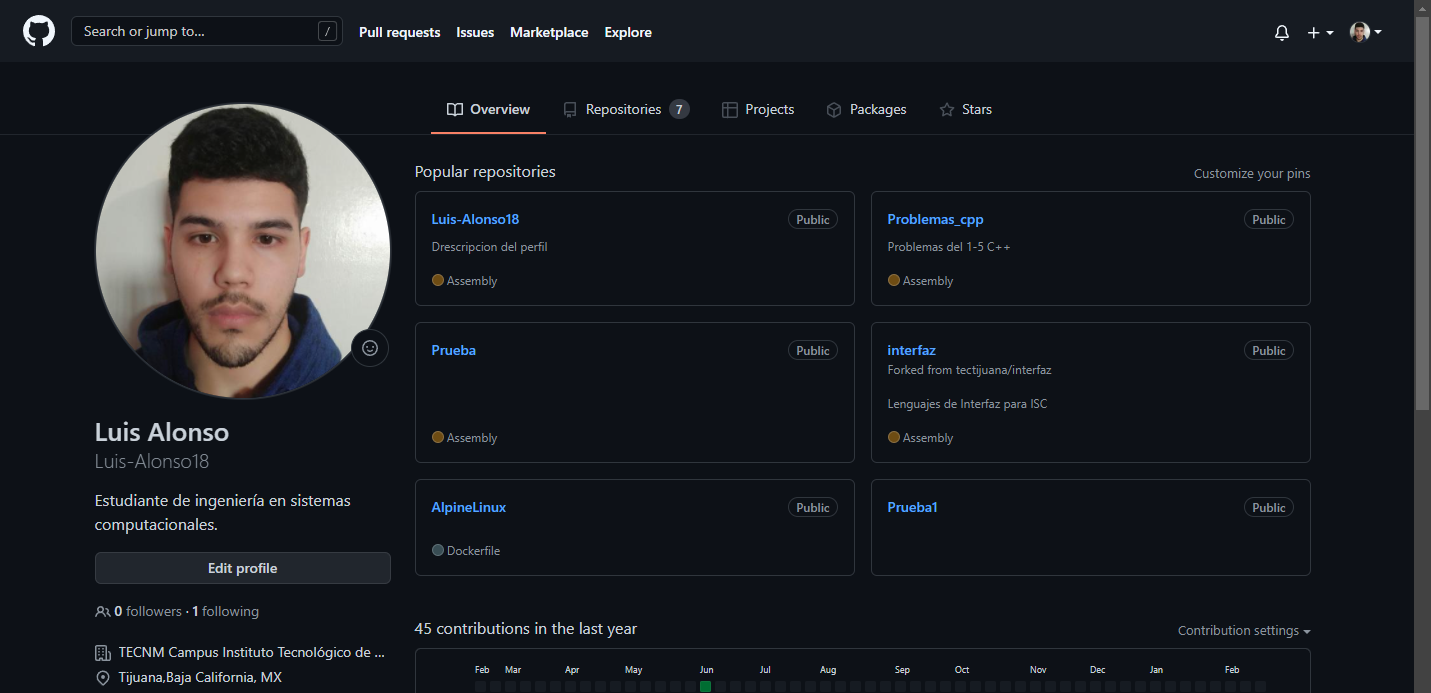 Search or jump to... /
Pull requests
Issues
Marketplace
Explore
Overview
Repositories 7
Projects
Packages
Stars
Luis Alonso
Luis-Alonso18
Estudiante de ingeniería en sistemas
computacionales.
Edit profile
0 followers · 1 following
TECNM Campus Instituto Tecnológico de ...
Tijuana,Baja California, MX
Popular repositories
Customize your pins
Luis-Alonso18 Public
Drescripcion del perfil
Assembly
Problemas_cpp Public
Problemas del 1-5 C++
Assembly
Prueba Public
Assembly
interfaz Public
Forked from tectijuana/interfaz
Lenguajes de Interfaz para ISC
Assembly
AlpineLinux Public
Dockerfile
Prueba1 Public
45 contributions in the last year
Contribution settings
Feb Mar Apr May Jun Jul Aug Sep Oct Nov Dec Jan Feb